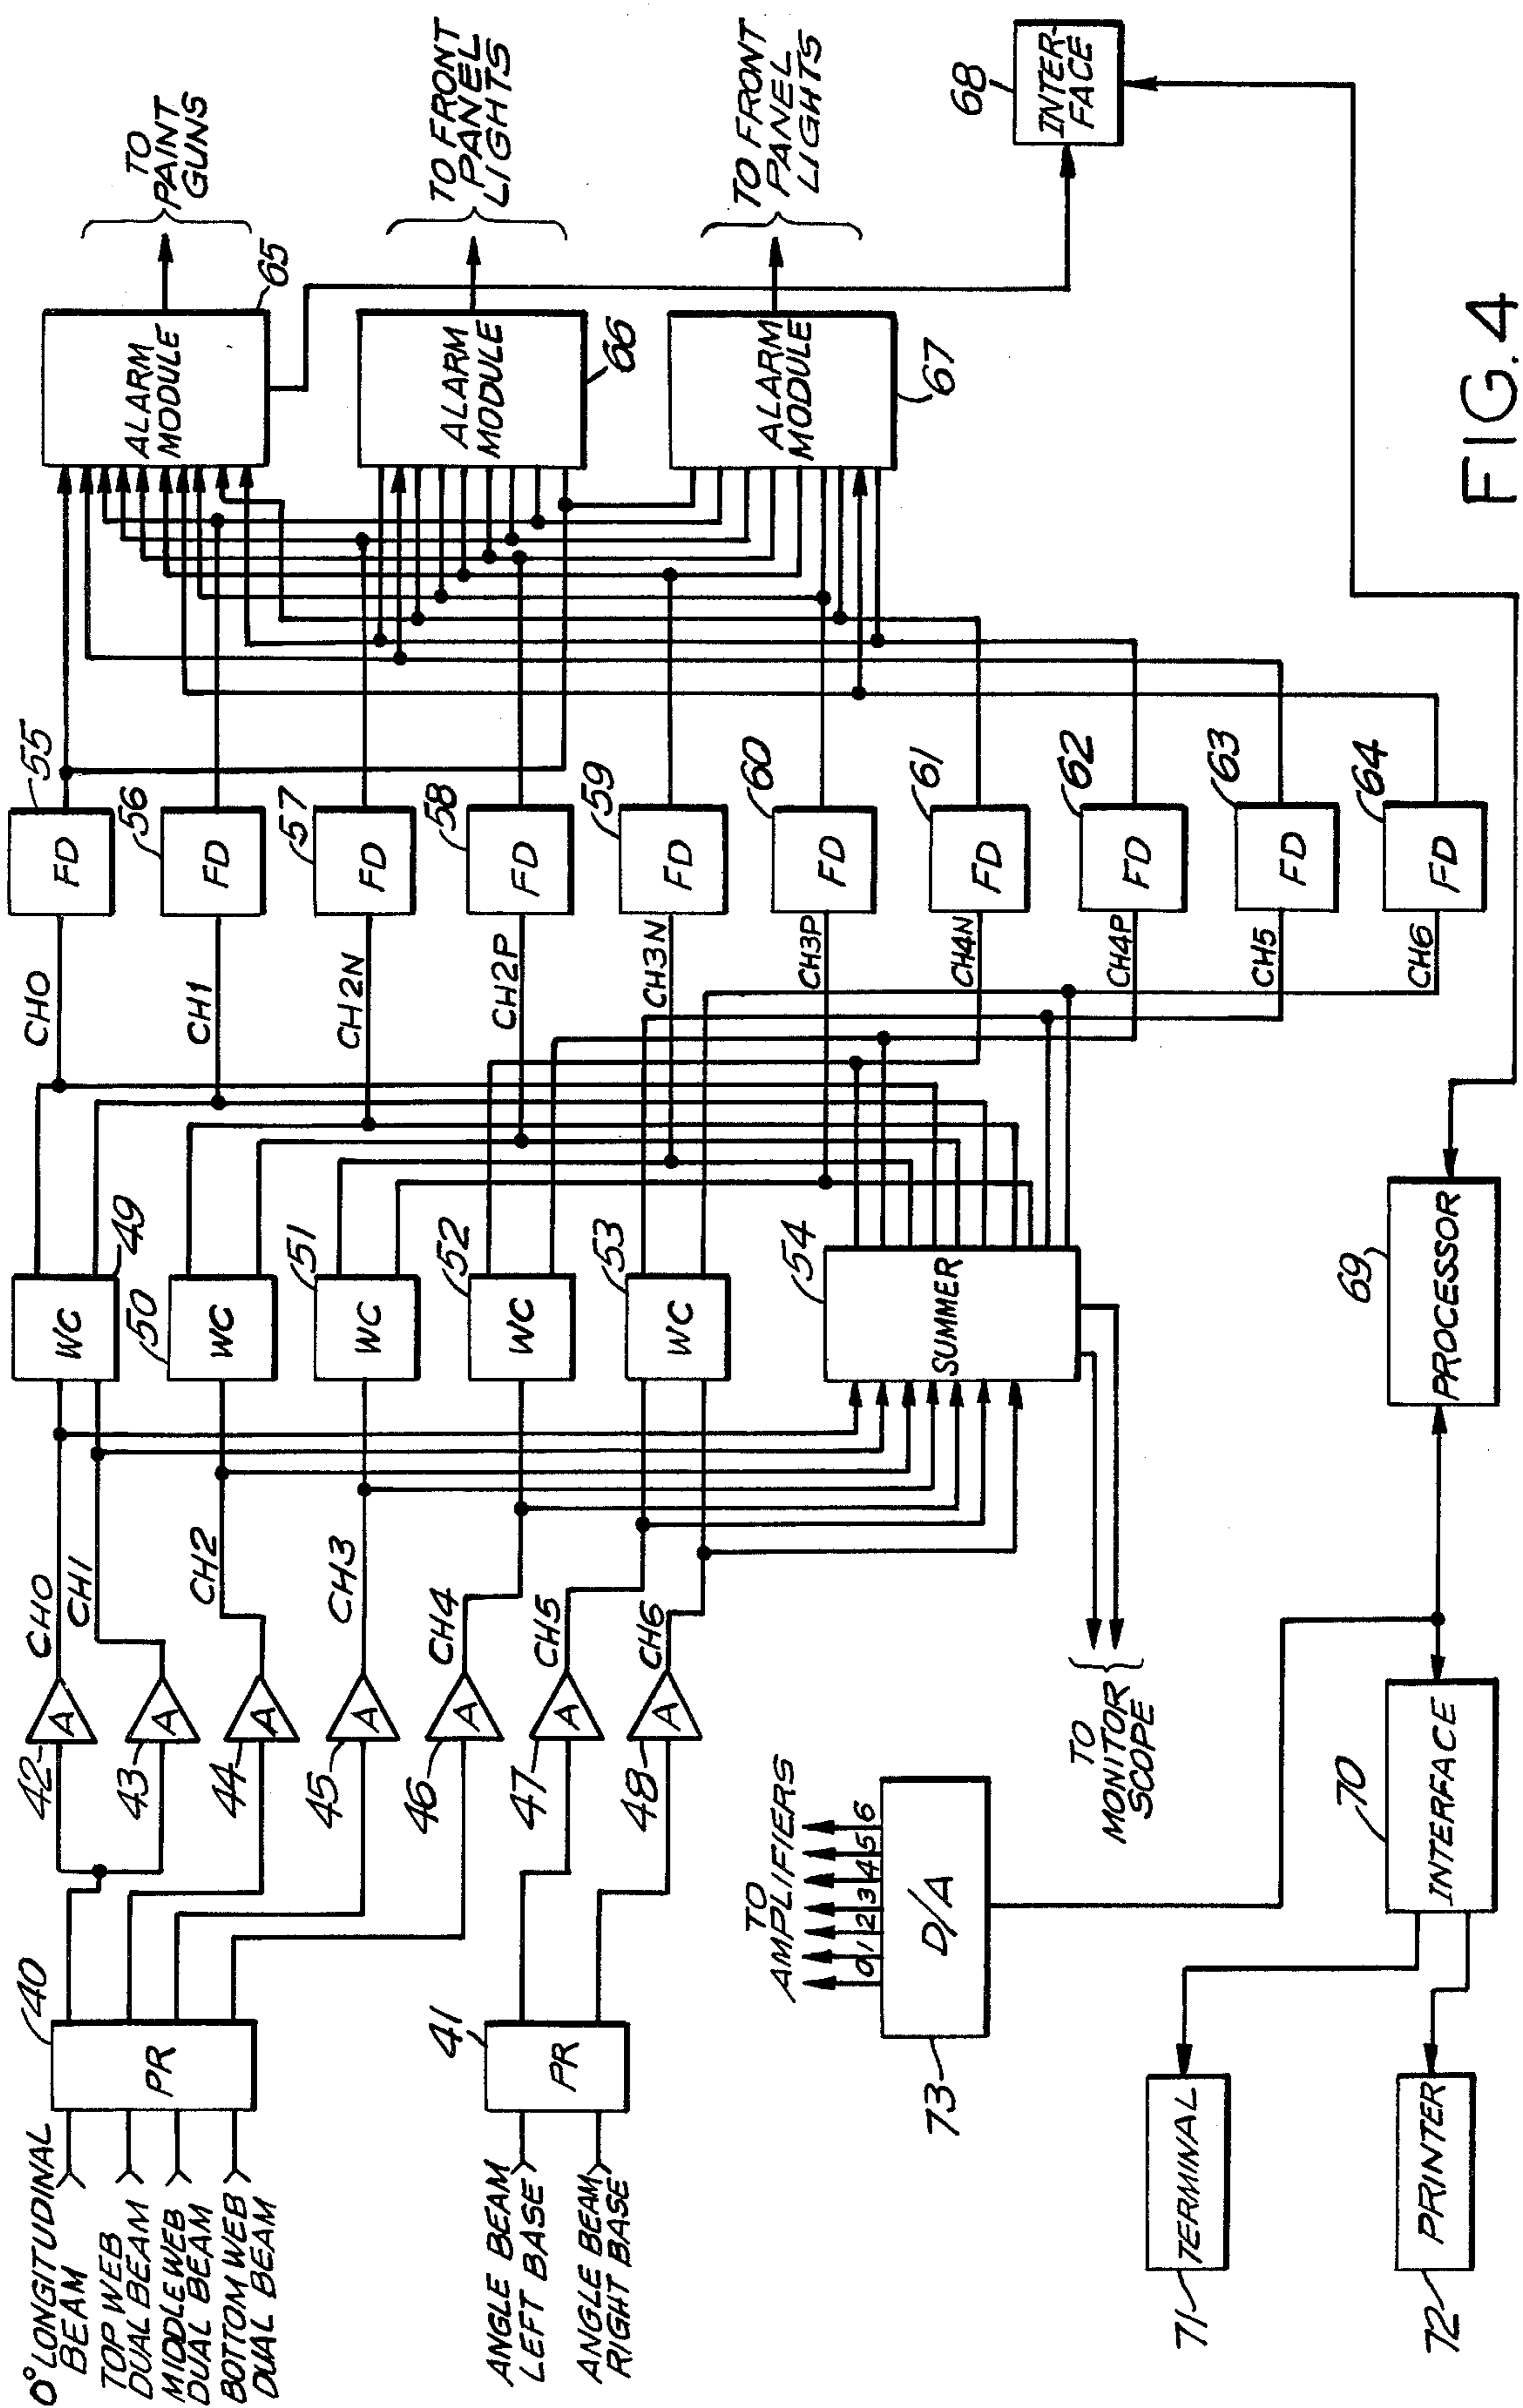 0° LONGITUDINAL
BEAM
TOP WEB
DUAL BEAM
MIDDLE WEB
DUAL BEAM
BOTTOM WEB
DUAL BEAM
ANGLE BEAM
LEFT BASE
ANGLE BEAM
RIGHT BASE
40
PR
41
PR
42
A
43
A
44
A
45
A
46
A
47
A
48
A
CH0
CH1
CH2
CH3
CH4
CH5
CH6
WC
49
WC
50
WC
51
WC
52
WC
53
SUMMER
54
TO
MONITOR
SCOPE
CH0
CH1
CH2N
CH2P
CH3N
CH3P
CH4N
CH4P
CH5
CH6
FD
55
FD
56
FD
57
FD
58
FD
59
FD
60
FD
61
FD
62
FD
63
FD
64
ALARM
MODULE
65
ALARM
MODULE
66
ALARM
MODULE
67
TO
PAINT
GUNS
TO FRONT
PANEL
LIGHTS
TO FRONT
PANEL
LIGHTS
68
INTER-
FACE
TO
AMPLIFIERS
0 1 2 3 4 5 6
D/A
73
69
PROCESSOR
70
INTERFACE
TERMINAL
71
PRINTER
72
FIG. 4